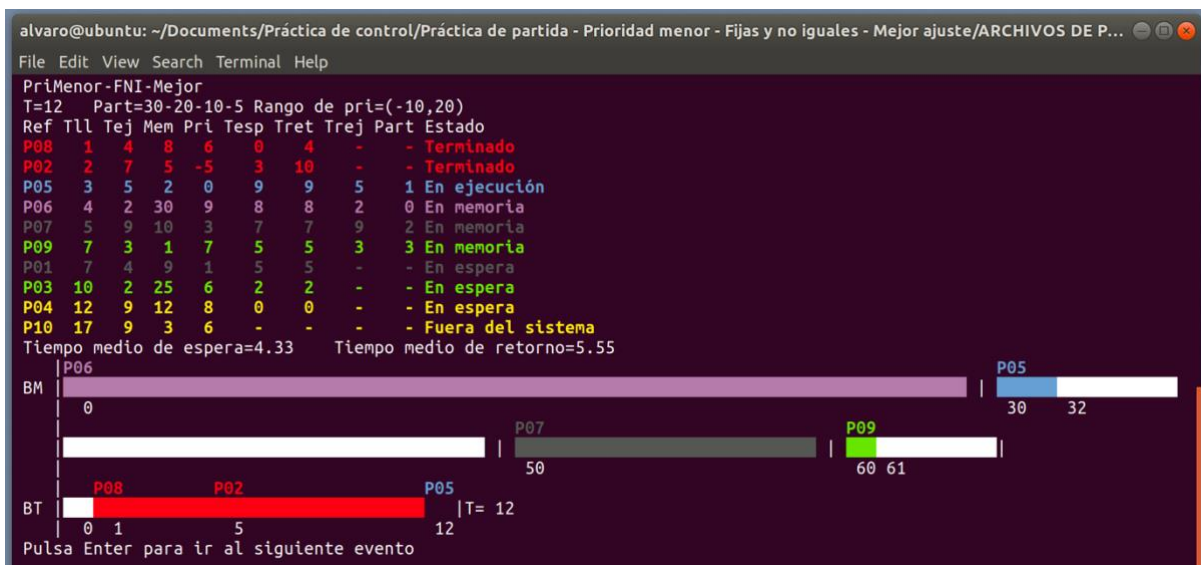 alvaro@ubuntu: ~/Documents/Práctica de control/Práctica de partida - Prioridad menor - Fijas y no iguales - Mejor ajuste/ARCHIVOS DE P...
File Edit View Search Terminal Help
PriMenor-FNI-Mejor
T=12 Part=30-20-10-5 Rango de pri=(-10,20)
Ref Tll Tej Mem Pri Tesp Tret Trej Part Estado
P08 1 4 8 6 0 4 - - Terminado
P02 2 7 5 -5 3 10 - - Terminado
P05 3 5 2 0 9 9 5 1 En ejecución
P06 4 2 30 9 8 8 2 0 En memoria
P07 5 9 10 3 7 7 9 2 En memoria
P09 7 3 1 7 5 5 3 3 En memoria
P01 7 4 9 1 5 5 - - En espera
P03 10 2 25 6 2 2 - - En espera
P04 12 9 12 8 0 0 - - En espera
P10 17 9 3 6 - - - - Fuera del sistema
Tiempo medio de espera=4.33 Tiempo medio de retorno=5.55
|P06 P05
BM | |
| 0 30 32
| P07 P09
| | | |
| 50 60 61
| P08 P02 P05
BT | |T= 12
| 0 1 5 12
Pulsa Enter para ir al siguiente evento